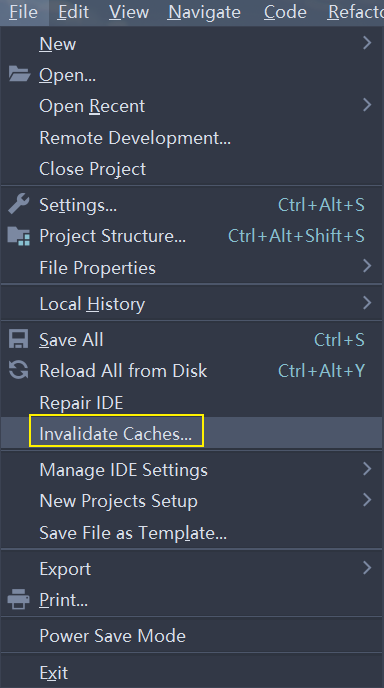 File Edit View Navigate Code Refacto
New
Open...
Open Recent
Remote Development...
Close Project
Settings... Ctrl+Alt+S
Project Structure... Ctrl+Alt+Shift+S
File Properties
Local History
Save All Ctrl+S
Reload All from Disk Ctrl+Alt+Y
Repair IDE
Invalidate Caches...
Manage IDE Settings
New Projects Setup
Save File as Template...
Export
Print...
Power Save Mode
Exit